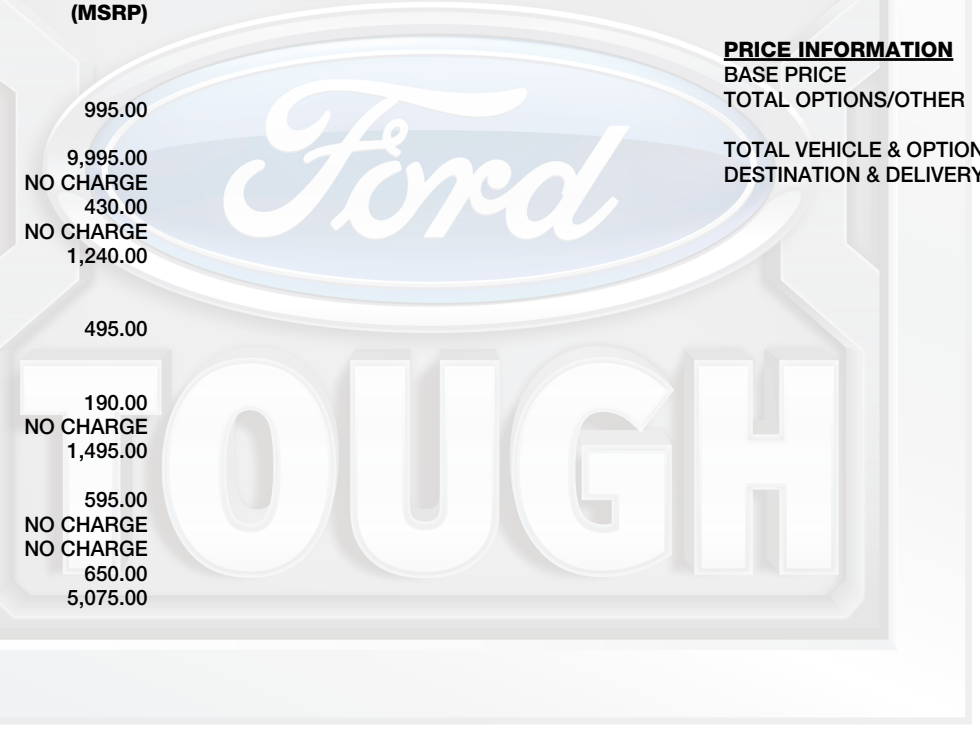 (MSRP)
995.00
9,995.00
NO CHARGE
430.00
NO CHARGE
1,240.00
495.00
190.00
NO CHARGE
1,495.00
595.00
NO CHARGE
NO CHARGE
650.00
5,075.00
PRICE INFORMATION
BASE PRICE
TOTAL OPTIONS/OTHER
TOTAL VEHICLE & OPTION
DESTINATION & DELIVERY
Ford
TOUGH